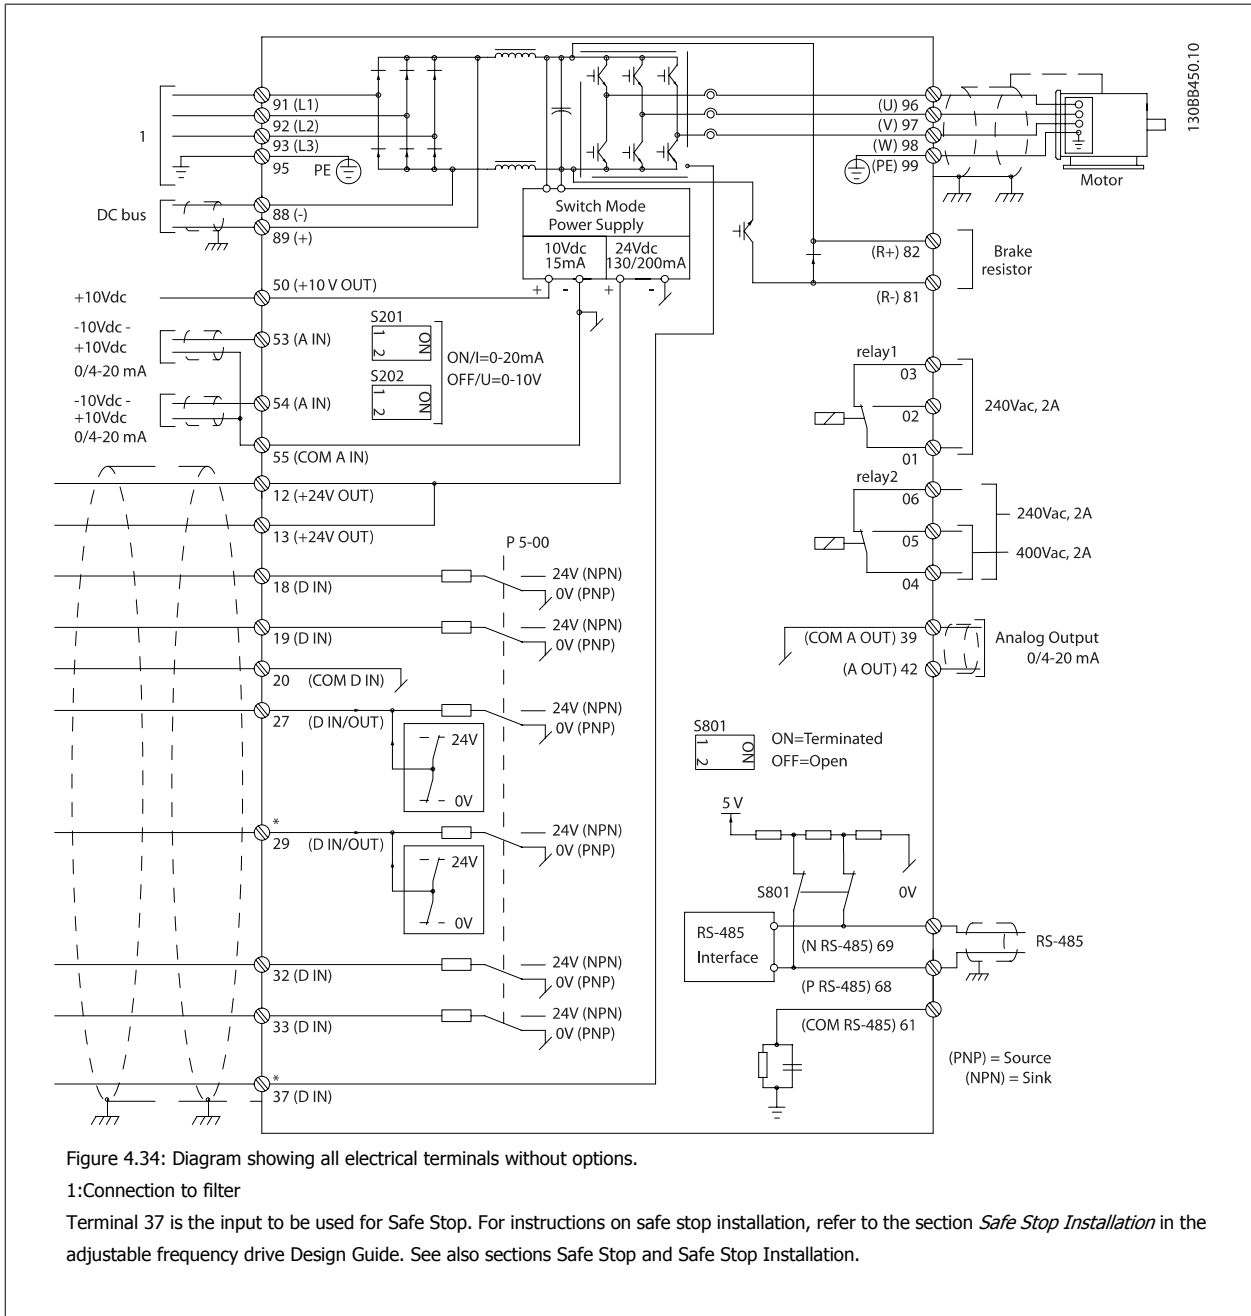 130BB450.10
1
91 (L1)
92 (L2)
93 (L3)
95
PE
DC bus
88 (-)
89 (+)
Switch Mode
Power Supply
10Vdc
15mA
24Vdc
130/200mA
+
-
+
-
(U) 96
(V) 97
(W) 98
(PE) 99
Motor
(R+) 82
(R-) 81
Brake
resistor
+10Vdc
50 (+10 V OUT)
-10Vdc -
+10Vdc
0/4-20 mA
53 (A IN)
-10Vdc -
+10Vdc
0/4-20 mA
54 (A IN)
55 (COM A IN)
S201
1
2
ON
S202
1
2
ON
ON/I=0-20mA
OFF/U=0-10V
relay1
03
02
01
240Vac, 2A
relay2
06
05
04
240Vac, 2A
400Vac, 2A
12 (+24V OUT)
13 (+24V OUT)
P 5-00
18 (D IN)
24V (NPN)
0V (PNP)
19 (D IN)
24V (NPN)
0V (PNP)
20 (COM D IN)
27 (D IN/OUT)
24V (NPN)
0V (PNP)
24V
0V
*
29 (D IN/OUT)
24V (NPN)
0V (PNP)
24V
0V
32 (D IN)
24V (NPN)
0V (PNP)
33 (D IN)
24V (NPN)
0V (PNP)
*
37 (D IN)
(COM A OUT) 39
(A OUT) 42
Analog Output
0/4-20 mA
S801
1
2
ON
ON=Terminated
OFF=Open
5 V
S801
0V
RS-485
Interface
(N RS-485) 69
(P RS-485) 68
(COM RS-485) 61
RS-485
(PNP) = Source
(NPN) = Sink
Figure 4.34: Diagram showing all electrical terminals without options.
1:Connection to filter
Terminal 37 is the input to be used for Safe Stop. For instructions on safe stop installation, refer to the section Safe Stop Installation in the
adjustable frequency drive Design Guide. See also sections Safe Stop and Safe Stop Installation.